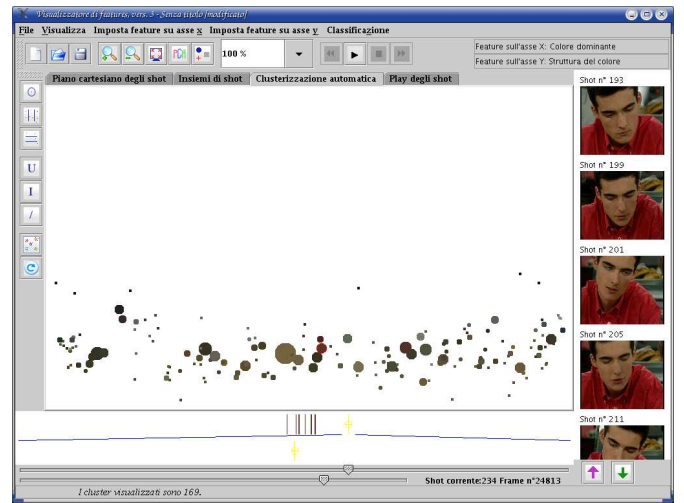 Visualizzatore di features, vers. 3 - Senza titolo [modificato]
File Visualizza Imposta feature su asse x Imposta feature su asse y Classificazione
100 %
Feature sull'asse X: Colore dominante
Feature sull'asse Y: Struttura del colore
Piano cartesiano degli shot Insiemi di shot Clusterizzazione automatica Play degli shot
Shot n° 193
U
I
/
Shot n° 199
Shot n° 201
Shot n° 205
Shot n° 211
Shot corrente:234 Frame n°24813
I cluster visualizzati sono 169.